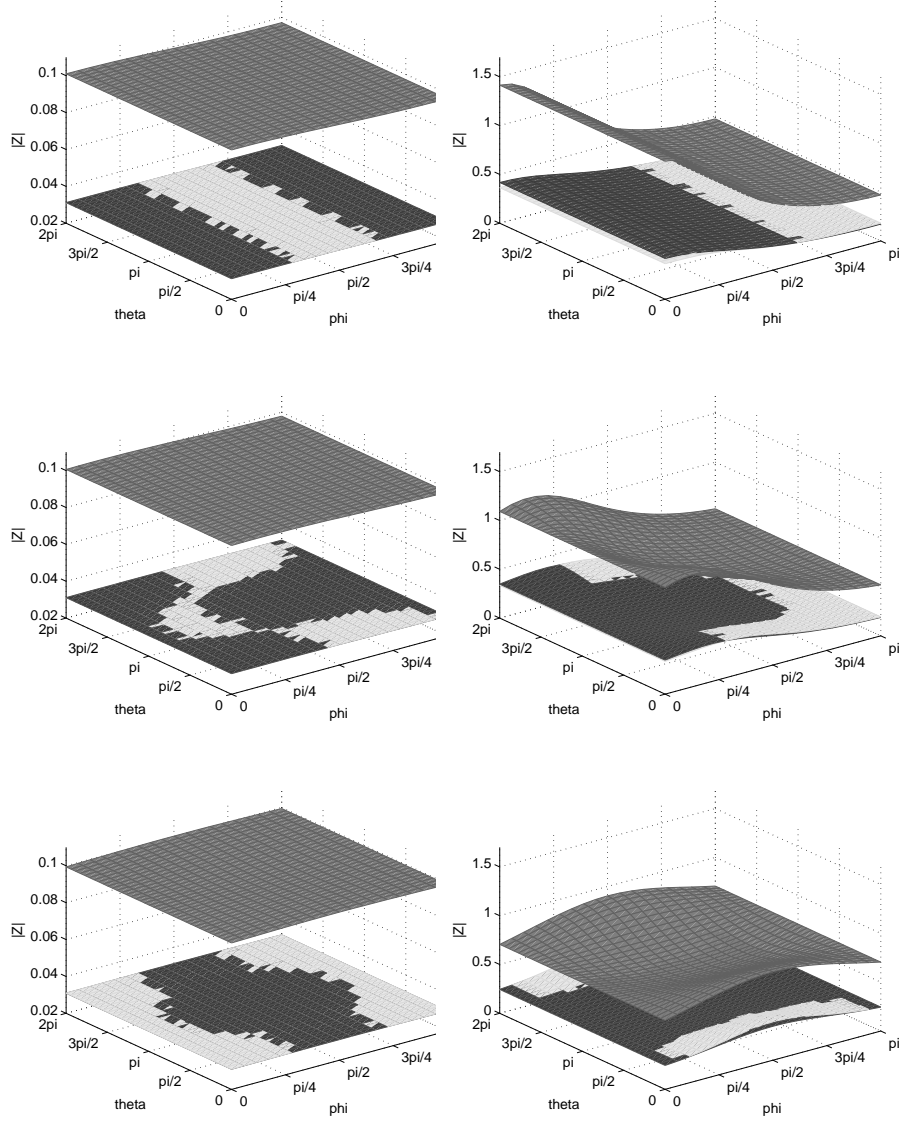 0.1
0.08
0.06
0.04
0.02
|Z|
2pi
3pi/2
pi
pi/2
0
theta
0
pi/4
pi/2
3pi/4
phi
1.5
1
0.5
0
|Z|
2pi
3pi/2
pi
pi/2
0
theta
0
pi/4
pi/2
3pi/4
pi
phi
0.1
0.08
0.06
0.04
0.02
|Z|
2pi
3pi/2
pi
pi/2
0
theta
0
pi/4
pi/2
3pi/4
phi
1.5
1
0.5
0
|Z|
2pi
3pi/2
pi
pi/2
0
theta
0
pi/4
pi/2
3pi/4
pi
phi
0.1
0.08
0.06
0.04
0.02
|Z|
2pi
3pi/2
pi
pi/2
0
theta
0
pi/4
pi/2
3pi/4
phi
1.5
1
0.5
0
|Z|
2pi
3pi/2
pi
pi/2
0
theta
0
pi/4
pi/2
3pi/4
pi
phi